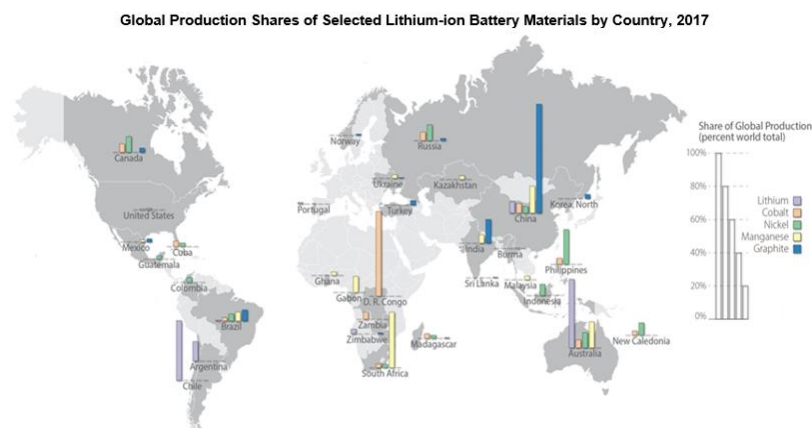 Global Production Shares of Selected Lithium-ion Battery Materials by Country, 2017
Canada
United States
Mexico
Cuba
Guatemala
Colombia
Brazil
Argentina
Chile
Norway
Russia
Ukraine
Kazakhstan
Portugal
Turkey
China
Korea, North
India
Burma
Sri Lanka
Malaysia
Philippines
Indonesia
Ghana
Gabon
D. R. Congo
Zambia
Zimbabwe
Madagascar
South Africa
Australia
New Caledonia
Share of Global Production
(percent world total)
100%
80%
60%
40%
20%
0%
Lithium
Cobalt
Nickel
Manganese
Graphite